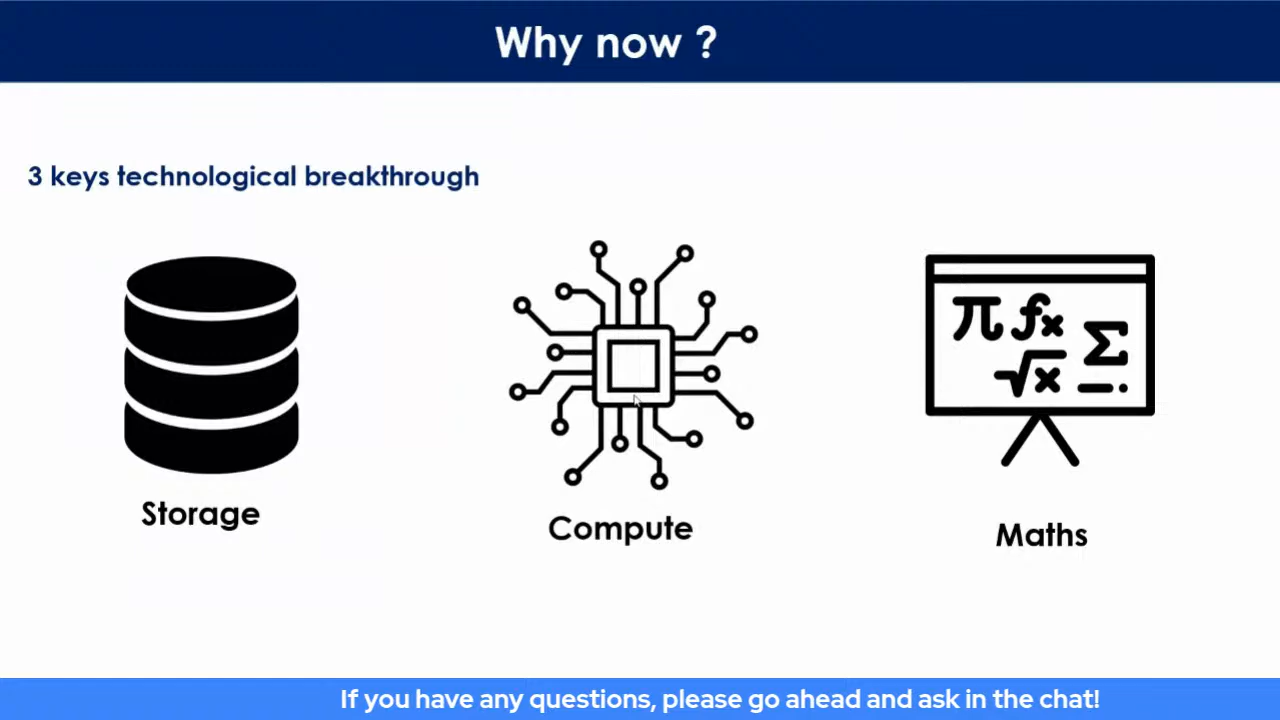 Why now ?
3 keys technological breakthrough
π fx
√x Σ
Storage
Compute
Maths
If you have any questions, please go ahead and ask in the chat!